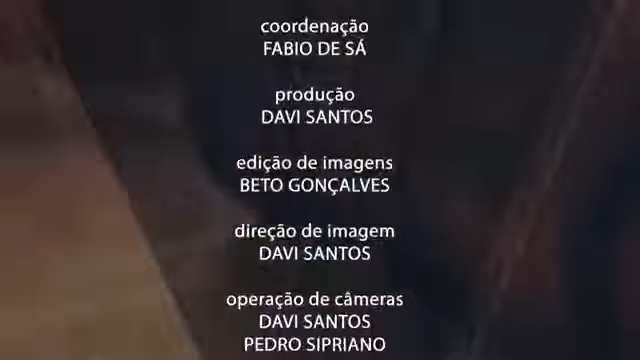 coordenação
FABIO DE SÁ
produção
DAVI SANTOS
edição de imagens
BETO GONÇALVES
direção de imagem
DAVI SANTOS
operação de câmeras
DAVI SANTOS
PEDRO SIPRIANO